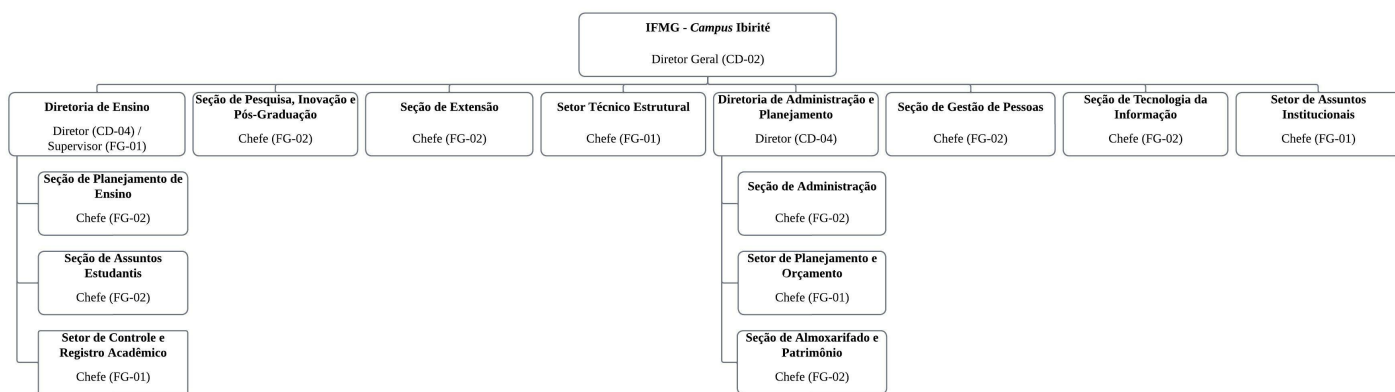 IFMG - Campus Ibirité
Diretor Geral (CD-02)
Diretoria de Ensino
Diretor (CD-04) /
Supervisor (FG-01)
Seção de Pesquisa, Inovação e
Pós-Graduação
Chefe (FG-02)
Seção de Extensão
Chefe (FG-02)
Setor Técnico Estrutural
Chefe (FG-01)
Diretoria de Administração e
Planejamento
Diretor (CD-04)
Seção de Gestão de Pessoas
Chefe (FG-02)
Seção de Tecnologia da
Informação
Chefe (FG-02)
Setor de Assuntos
Institucionais
Chefe (FG-01)
Seção de Planejamento de
Ensino
Chefe (FG-02)
Seção de Assuntos
Estudantis
Chefe (FG-02)
Setor de Controle e
Registro Acadêmico
Chefe (FG-01)
Seção de Administração
Chefe (FG-02)
Setor de Planejamento e
Orçamento
Chefe (FG-01)
Seção de Almoxarifado e
Patrimônio
Chefe (FG-02)